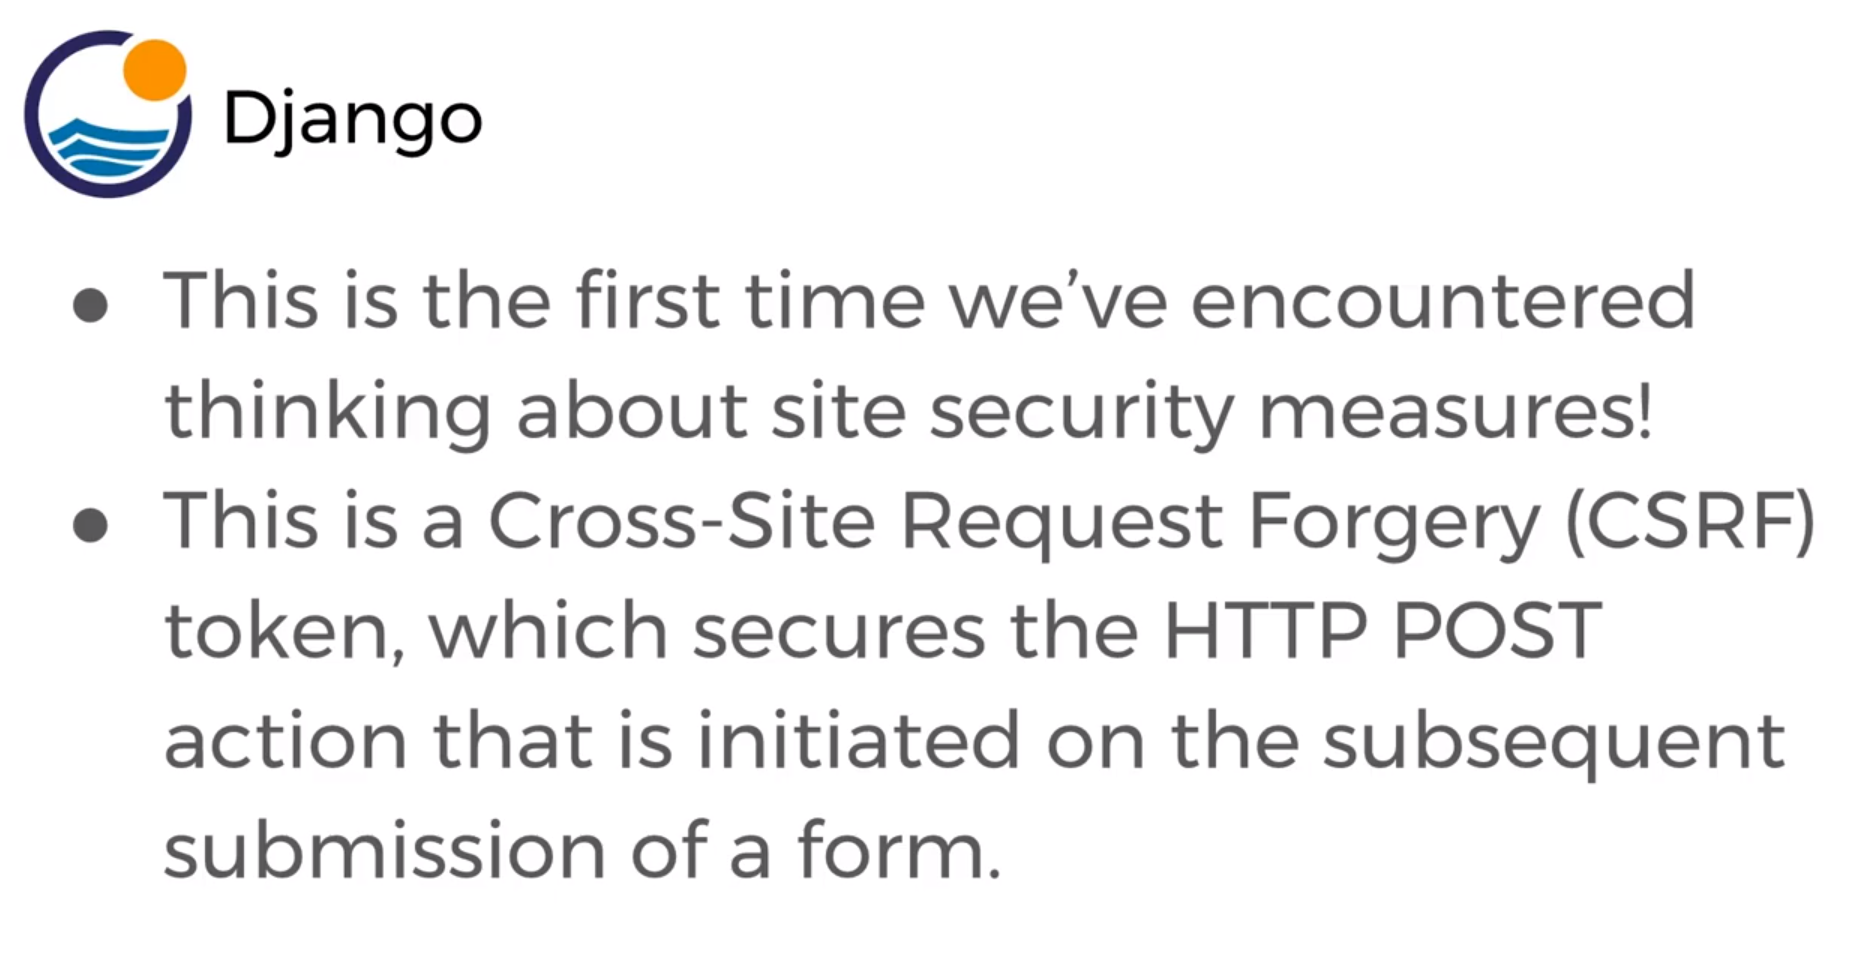 Django
● This is the first time we've encountered
thinking about site security measures!
● This is a Cross-Site Request Forgery (CSRF)
token, which secures the HTTP POST
action that is initiated on the subsequent
submission of a form.